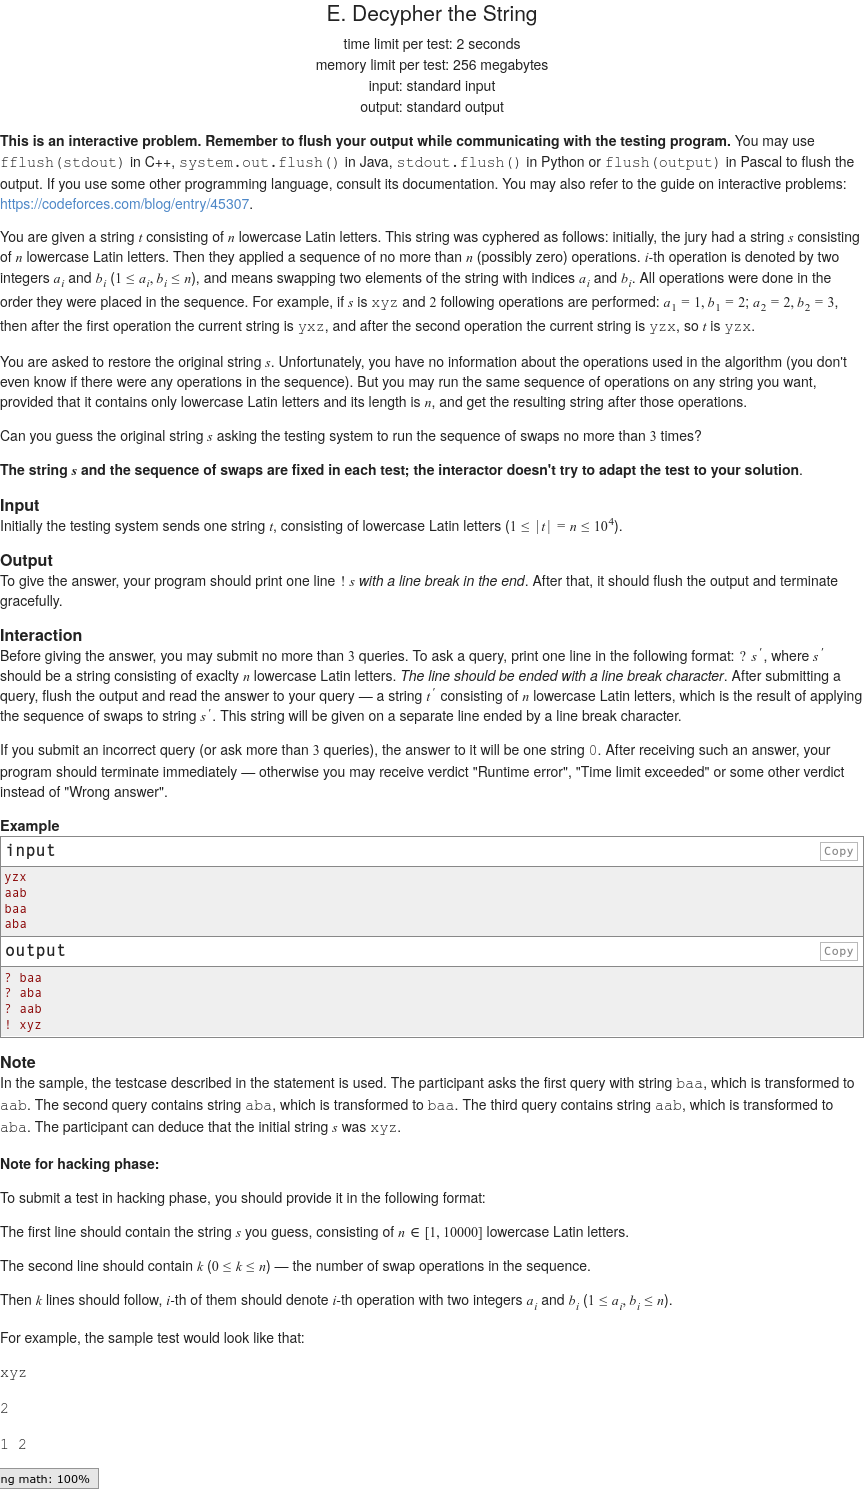 E. Decypher the String
time limit per test: 2 seconds
memory limit per test: 256 megabytes
input: standard input
output: standard output
This is an interactive problem. Remember to flush your output while communicating with the testing program. You may use
fflush(stdout) in C++, system.out.flush() in Java, stdout.flush() in Python or flush(output) in Pascal to flush the
output. If you use some other programming language, consult its documentation. You may also refer to the guide on interactive problems:
https://codeforces.com/blog/entry/45307.
You are given a string t consisting of n lowercase Latin letters. This string was cyphered as follows: initially, the jury had a string s consisting
of n lowercase Latin letters. Then they applied a sequence of no more than n (possibly zero) operations. i-th operation is denoted by two
integers a_i and b_i (1 ≤ a_i, b_i ≤ n), and means swapping two elements of the string with indices a_i and b_i. All operations were done in the
order they were placed in the sequence. For example, if s is xyz and 2 following operations are performed: a_1 = 1, b_1 = 2; a_2 = 2, b_2 = 3,
then after the first operation the current string is yxz, and after the second operation the current string is yzx, so t is yzx.
You are asked to restore the original string s. Unfortunately, you have no information about the operations used in the algorithm (you don't
even know if there were any operations in the sequence). But you may run the same sequence of operations on any string you want,
provided that it contains only lowercase Latin letters and its length is n, and get the resulting string after those operations.
Can you guess the original string s asking the testing system to run the sequence of swaps no more than 3 times?
The string s and the sequence of swaps are fixed in each test; the interactor doesn't try to adapt the test to your solution.
Input
Initially the testing system sends one string t, consisting of lowercase Latin letters (1 ≤ |t| = n ≤ 10^4).
Output
To give the answer, your program should print one line ! s with a line break in the end. After that, it should flush the output and terminate
gracefully.
Interaction
Before giving the answer, you may submit no more than 3 queries. To ask a query, print one line in the following format: ? s′, where s′
should be a string consisting of exaclty n lowercase Latin letters. The line should be ended with a line break character. After submitting a
query, flush the output and read the answer to your query — a string t′ consisting of n lowercase Latin letters, which is the result of applying
the sequence of swaps to string s′. This string will be given on a separate line ended by a line break character.
If you submit an incorrect query (or ask more than 3 queries), the answer to it will be one string 0. After receiving such an answer, your
program should terminate immediately — otherwise you may receive verdict "Runtime error", "Time limit exceeded" or some other verdict
instead of "Wrong answer".
Example
input
Copy
yzx
aab
baa
aba
output
Copy
? baa
? aba
? aab
! xyz
Note
In the sample, the testcase described in the statement is used. The participant asks the first query with string baa, which is transformed to
aab. The second query contains string aba, which is transformed to baa. The third query contains string aab, which is transformed to
aba. The participant can deduce that the initial string s was xyz.
Note for hacking phase:
To submit a test in hacking phase, you should provide it in the following format:
The first line should contain the string s you guess, consisting of n ∈ [1, 10000] lowercase Latin letters.
The second line should contain k (0 ≤ k ≤ n) — the number of swap operations in the sequence.
Then k lines should follow, i-th of them should denote i-th operation with two integers a_i and b_i (1 ≤ a_i, b_i ≤ n).
For example, the sample test would look like that:
xyz
2
1 2
ng math: 100%